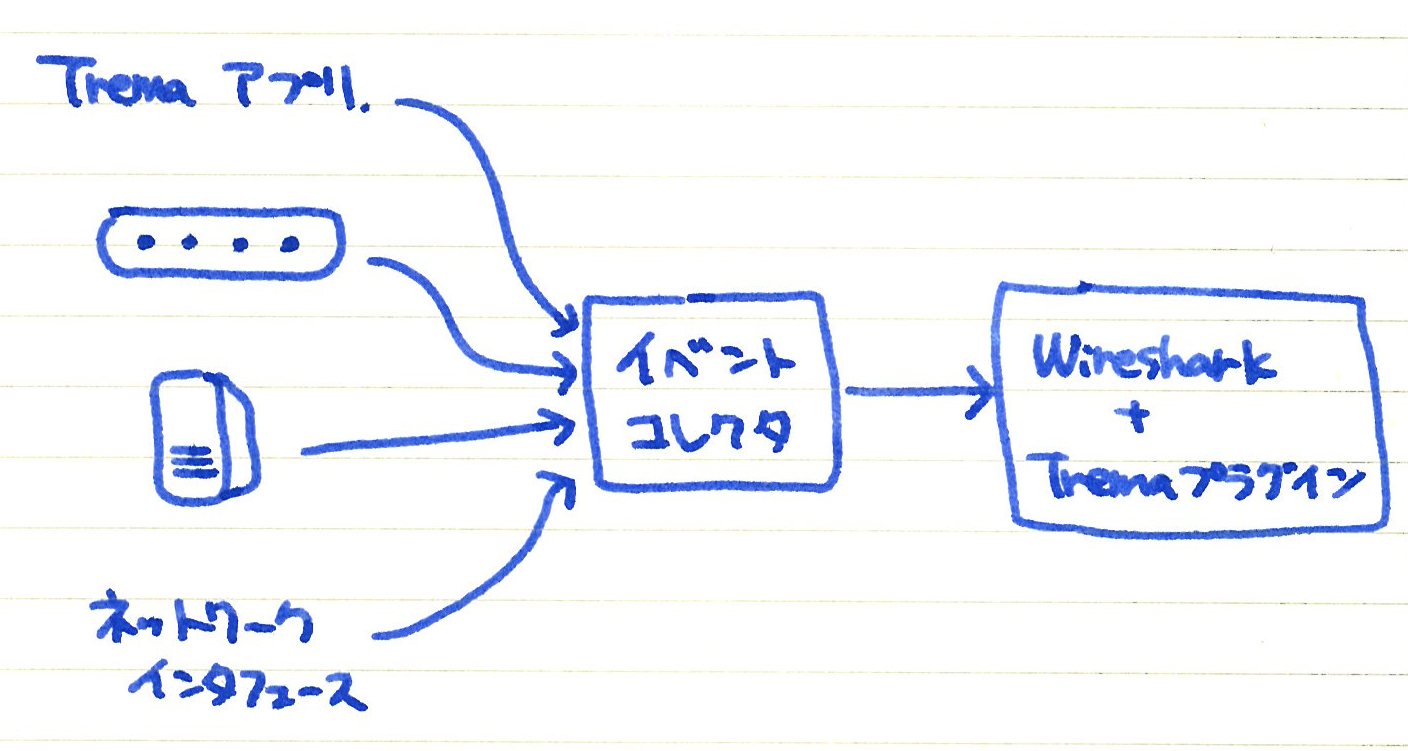 Trema アプリ.
イベント
コレクタ
Wireshark
+
Tremaプラグイン
ネットワーク
インタフェース